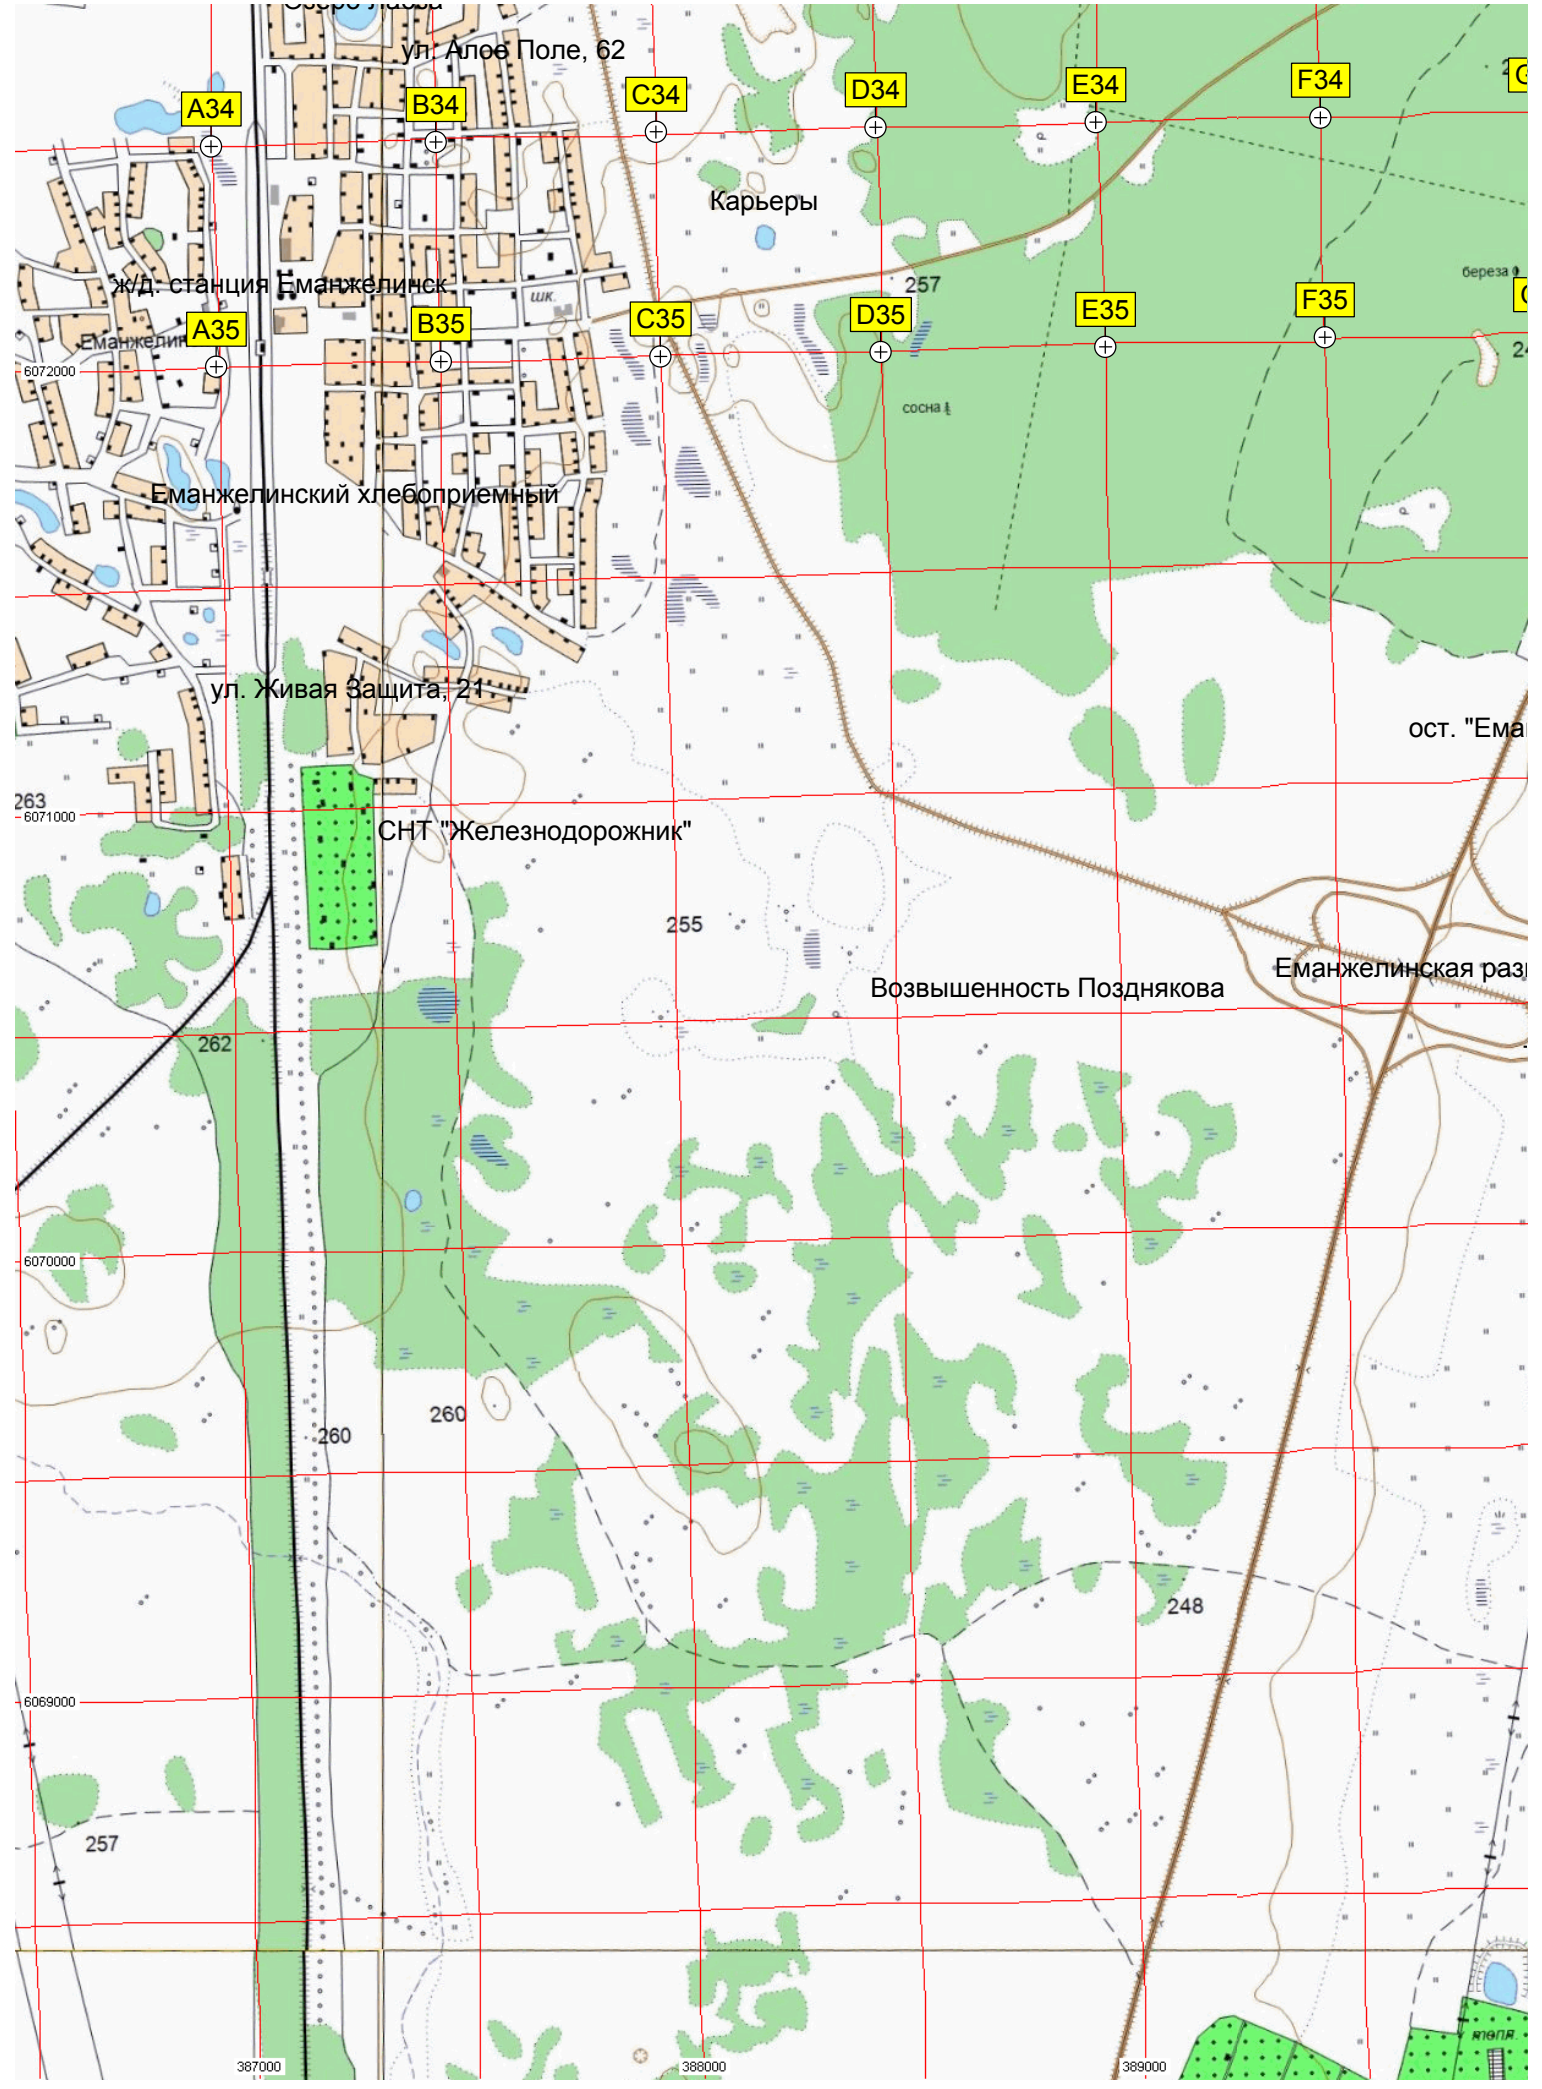 ул. Алое Поле, 62
A34
B34
C34
D34
E34
F34
Карьеры
ж/д. станция Еманжелинск
257
береза
шк.
A35
B35
C35
D35
E35
F35
6072000
сосна
Еманжелинский хлебоприемный
ул. Живая Защита, 21
ост. "Ема
263
6071000
СНТ "Железнодорожник"
255
Еманжелинская раз
Возвышенность Позднякова
262
6070000
260
260
248
6069000
257
топл.
387000
388000
389000